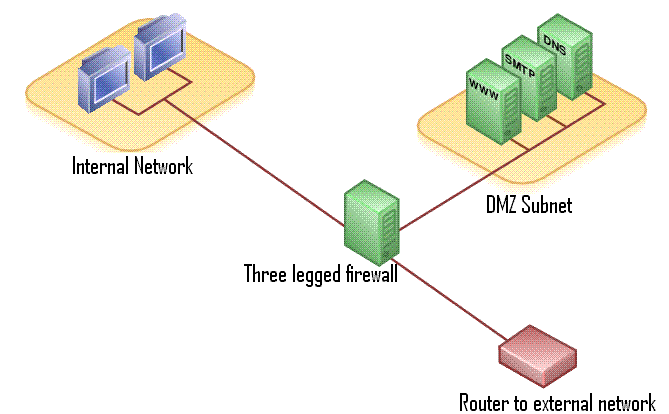 DNS
SMTP
WWW
Internal Network
DMZ Subnet
Three legged firewall
Router to external network